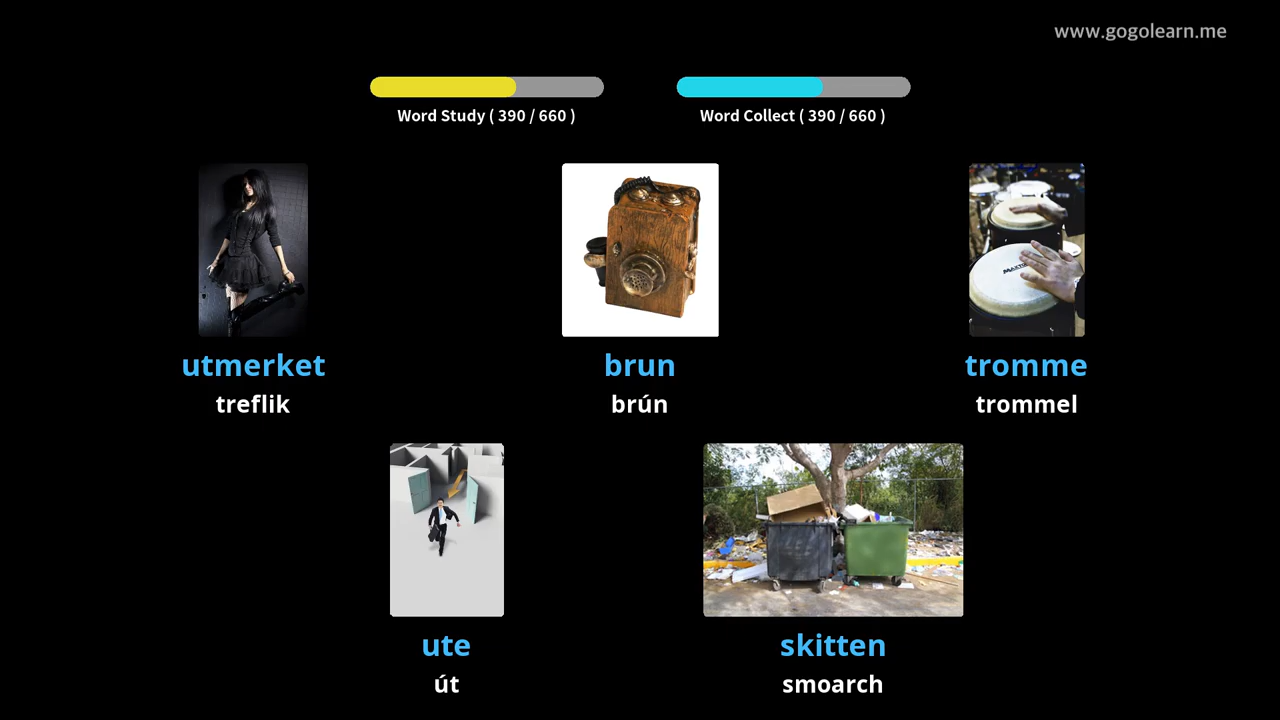 www.gogolearn.me
Word Study ( 390 / 660 )
Word Collect ( 390 / 660 )
utmerket
treflik
brun
brún
tromme
trommel
ute
út
skitten
smoarch